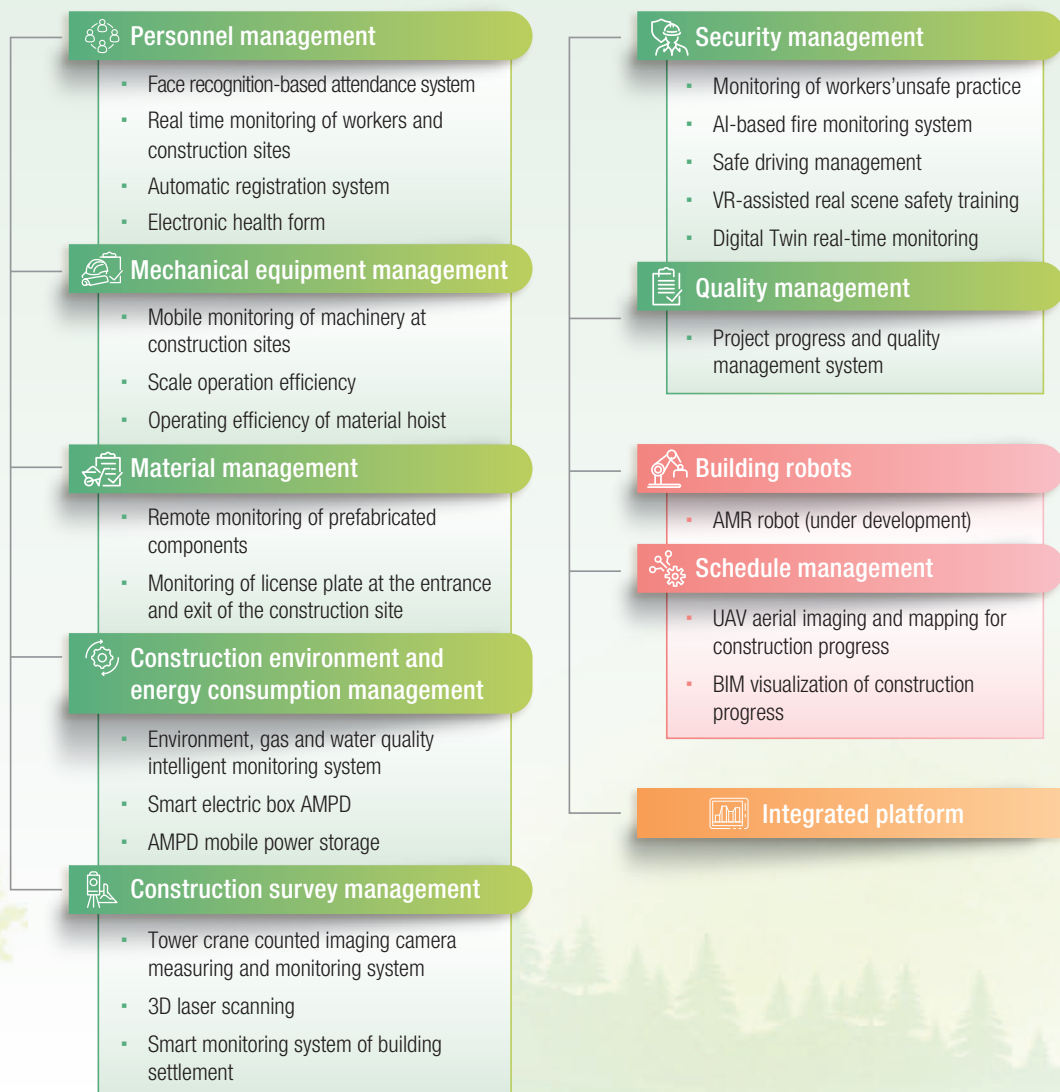 Personnel management
▪ Face recognition-based attendance system
▪ Real time monitoring of workers and
construction sites
▪ Automatic registration system
▪ Electronic health form
Mechanical equipment management
▪ Mobile monitoring of machinery at
construction sites
▪ Scale operation efficiency
▪ Operating efficiency of material hoist
Material management
▪ Remote monitoring of prefabricated
components
▪ Monitoring of license plate at the entrance
and exit of the construction site
Construction environment and
energy consumption management
▪ Environment, gas and water quality
intelligent monitoring system
▪ Smart electric box AMPD
▪ AMPD mobile power storage
Construction survey management
▪ Tower crane counted imaging camera
measuring and monitoring system
▪ 3D laser scanning
▪ Smart monitoring system of building
settlement
Security management
▪ Monitoring of workers'unsafe practice
▪ AI-based fire monitoring system
▪ Safe driving management
▪ VR-assisted real scene safety training
▪ Digital Twin real-time monitoring
Quality management
▪ Project progress and quality
management system
Building robots
▪ AMR robot (under development)
Schedule management
▪ UAV aerial imaging and mapping for
construction progress
▪ BIM visualization of construction
progress
Integrated platform